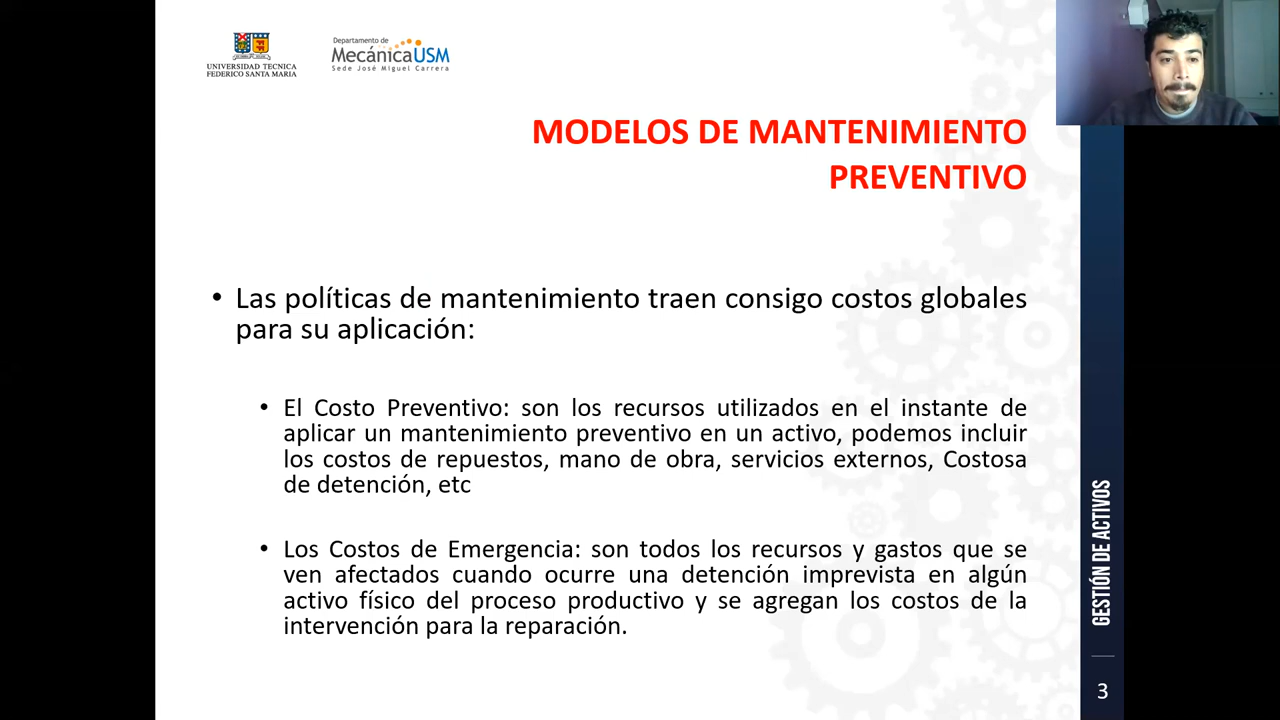 UNIVERSIDAD TECNICA
FEDERICO SANTA MARIA
Departamento de
MecánicaUSM
Sede José Miguel Carrera
MODELOS DE MANTENIMIENTO
PREVENTIVO
• Las políticas de mantenimiento traen consigo costos globales
para su aplicación:
• El Costo Preventivo: son los recursos utilizados en el instante de
aplicar un mantenimiento preventivo en un activo, podemos incluir
los costos de repuestos, mano de obra, servicios externos, Costosa
de detención, etc
• Los Costos de Emergencia: son todos los recursos y gastos que se
ven afectados cuando ocurre una detención imprevista en algún
activo físico del proceso productivo y se agregan los costos de la
intervención para la reparación.
GESTIÓN DE ACTIVOS
3